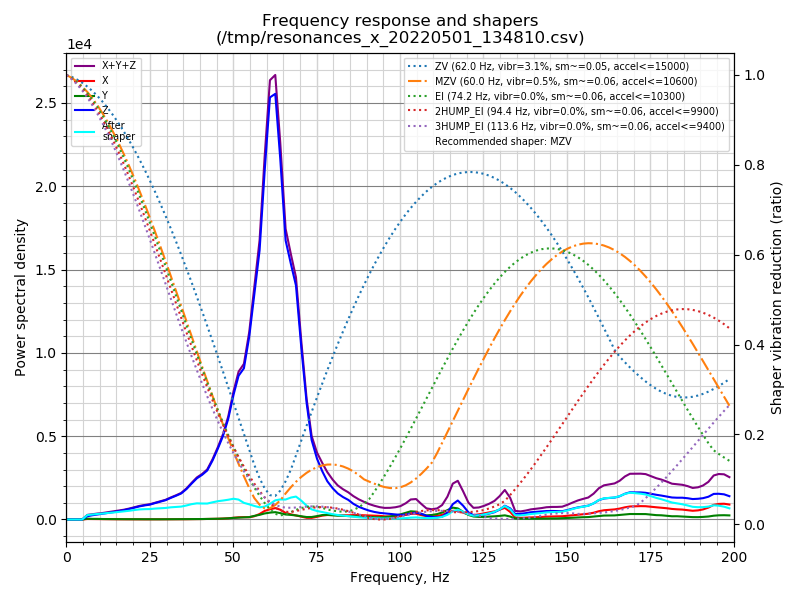 Frequency response and shapers
(/tmp/resonances_x_20220501_134810.csv)
1e4
X+Y+Z
X
Y
Z
After
shaper
ZV (62.0 Hz, vibr=3.1%, sm~=0.05, accel<=15000)
MZV (60.0 Hz, vibr=0.5%, sm~=0.06, accel<=10600)
EI (74.2 Hz, vibr=0.0%, sm~=0.06, accel<=10300)
2HUMP_EI (94.4 Hz, vibr=0.0%, sm~=0.06, accel<=9900)
3HUMP_EI (113.6 Hz, vibr=0.0%, sm~=0.06, accel<=9400)
Recommended shaper: MZV
Power spectral density
2.5
2.0
1.5
1.0
0.5
0.0
1.0
0.8
0.6
0.4
0.2
0.0
Shaper vibration reduction (ratio)
0 25 50 75 100 125 150 175 200
Frequency, Hz